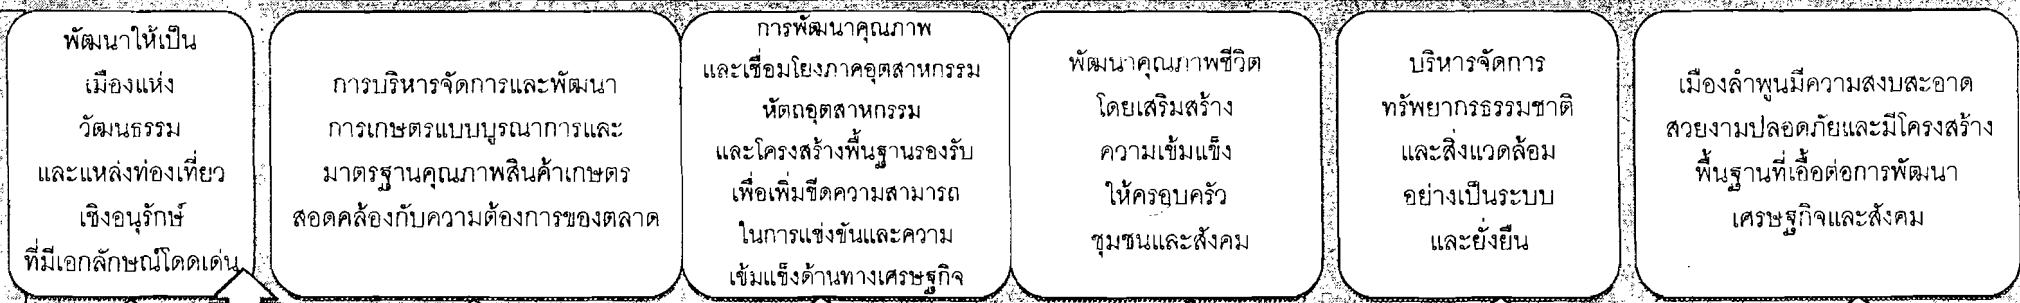 พัฒนาให้เป็น
เมืองแห่ง
วัฒนธรรม
และแหล่งท่องเที่ยว
เชิงอนุรักษ์
ที่มีเอกลักษณ์โดดเด่น
การบริหารจัดการและพัฒนา
การเกษตรแบบบูรณาการและ
มาตรฐานคุณภาพสินค้าเกษตร
สอดคล้องกับความต้องการของตลาด
การพัฒนาคุณภาพ
และเชื่อมโยงภาคอุตสาหกรรม
หัตถอุตสาหกรรม
และโครงสร้างพื้นฐานรองรับ
เพื่อเพิ่มขีดความสามารถ
ในการแข่งขันและความ
เข้มแข็งด้านทางเศรษฐกิจ
พัฒนาคุณภาพชีวิต
โดยเสริมสร้าง
ความเข้มแข็ง
ให้ครอบครัว
ชุมชนและสังคม
บริหารจัดการ
ทรัพยากรธรรมชาติ
และสิ่งแวดล้อม
อย่างเป็นระบบ
และยั่งยืน
เมืองลำพูนมีความสงบสะอาด
สวยงามปลอดภัยและมีโครงสร้าง
พื้นฐานที่เอื้อต่อการพัฒนา
เศรษฐกิจและสังคม